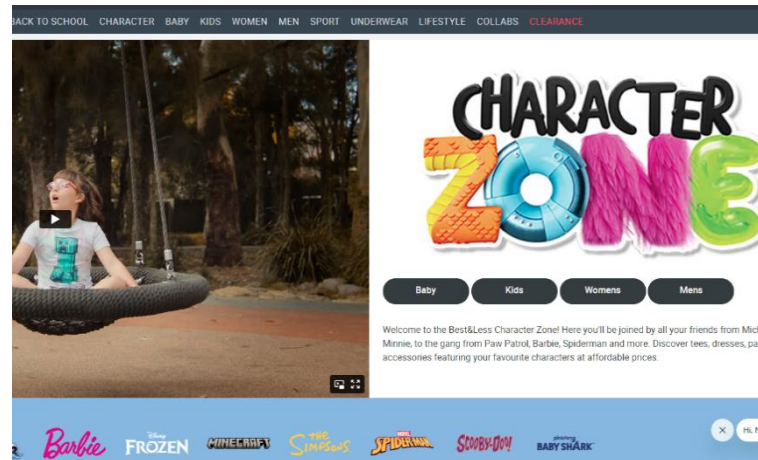 BACK TO SCHOOL CHARACTER BABY KIDS WOMEN MEN SPORT UNDERWEAR LIFESTYLE COLLABS CLEARANCE
CHARACTER
ZONE
Baby Kids Womens Mens
Welcome to the Best&Less Character Zone! Here you'll be joined by all your friends from
Minnie, to the gang from Paw Patrol, Barbie, Spiderman and more. Discover tees, dresses,
accessories featuring your favourite characters at affordable prices.
Barbie Disney FROZEN MINECRAFT THE SIMPSONS MARVEL SPIDER-MAN SCOOBY-DOO! pinkfong BABY SHARK Hi,